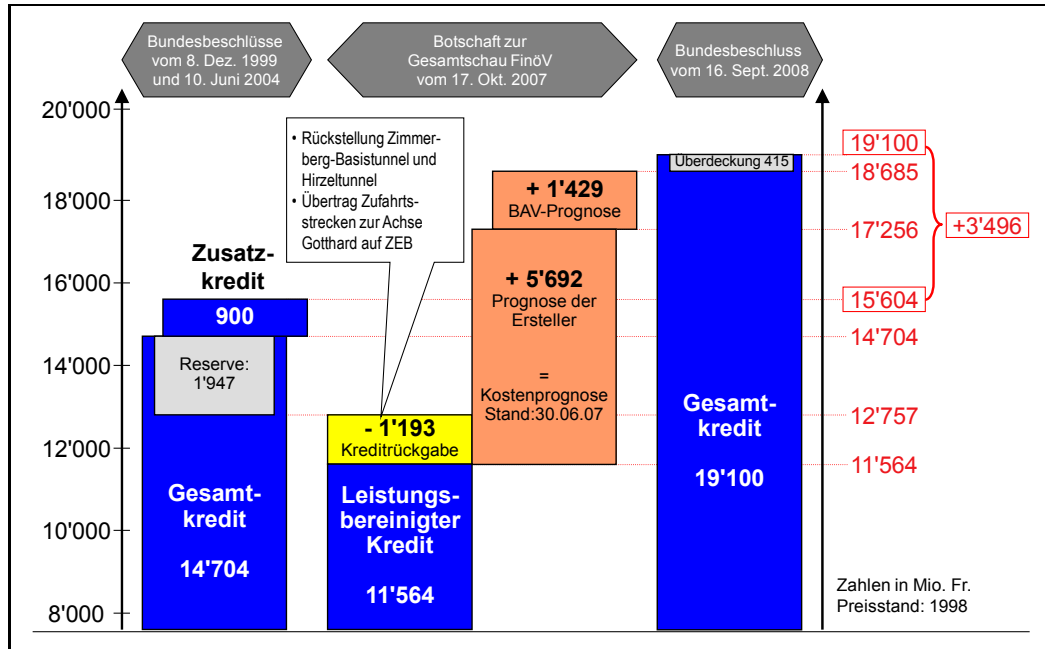 Bundesbeschlüsse
vom 8. Dez. 1999
und 10. Juni 2004
Botschaft zur
Gesamtschau FinöV
vom 17. Okt. 2007
Bundesbeschluss
vom 16. Sept. 2008
20'000
18'000
16'000
14'000
12'000
10'000
8'000
Zusatz-
kredit
900
Reserve:
1'947
Gesamt-
kredit
14'704
• Rückstellung Zimmer-
berg-Basistunnel und
Hirzeltunnel
• Übertrag Zufahrts-
strecken zur Achse
Gotthard auf ZEB
- 1'193
Kreditrückgabe
Leistungs-
bereinigter
Kredit
11'564
+ 1'429
BAV-Prognose
+ 5'692
Prognose der
Ersteller
=
Kostenprognose
Stand:30.06.07
Überdeckung 415
Gesamt-
kredit
19'100
19'100
18'685
17'256
15'604
14'704
12'757
11'564
+3'496
Zahlen in Mio. Fr.
Preisstand: 1998